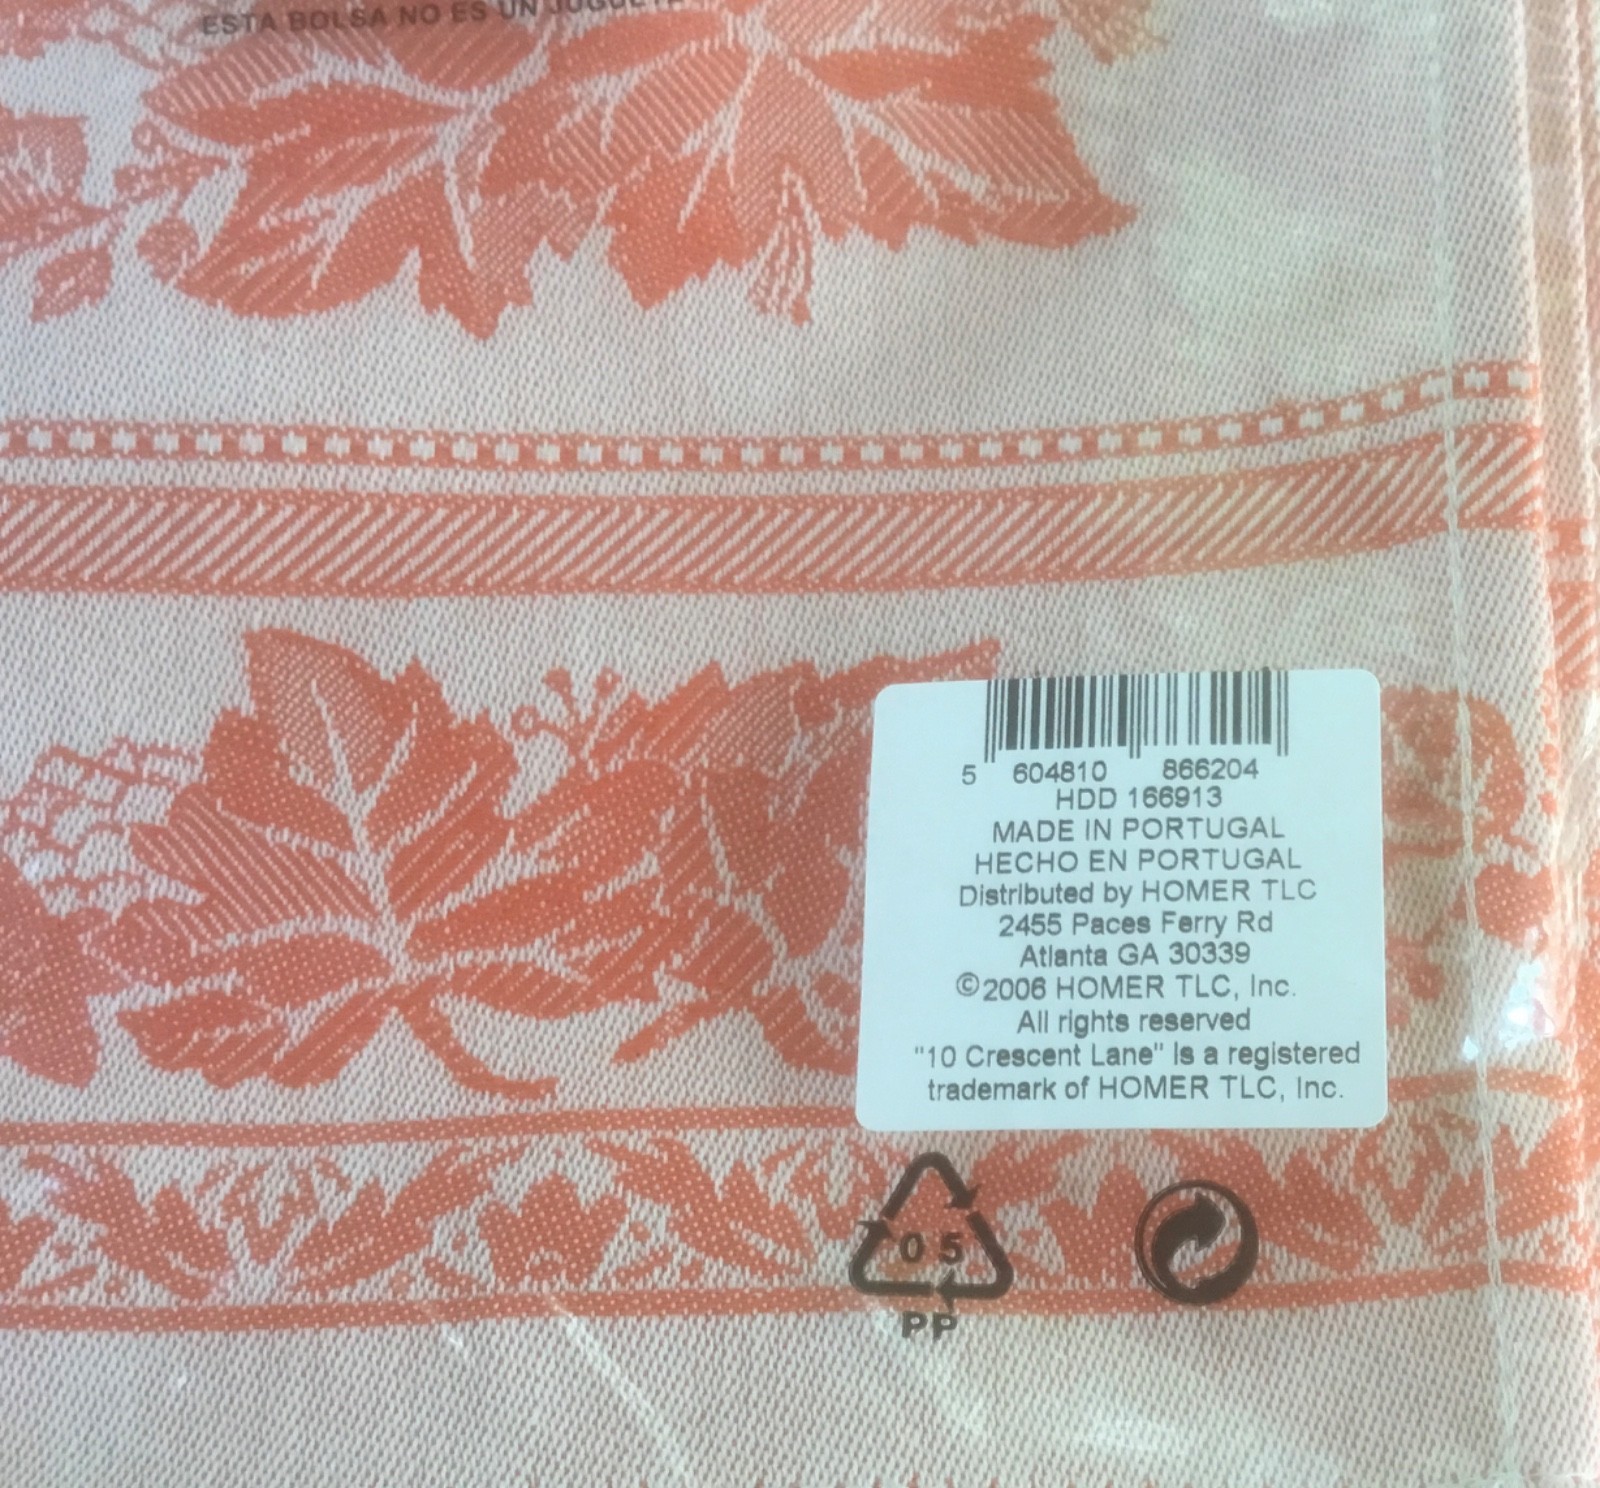 ESTA BOLSA NO ES UN JUGUETE
5 604810 866204
HDD 166913
MADE IN PORTUGAL
HECHO EN PORTUGAL
Distributed by HOMER TLC
2455 Paces Ferry Rd
Atlanta GA 30339
©2006 HOMER TLC, Inc.
All rights reserved
"10 Crescent Lane" is a registered
trademark of HOMER TLC, Inc.
05
PP